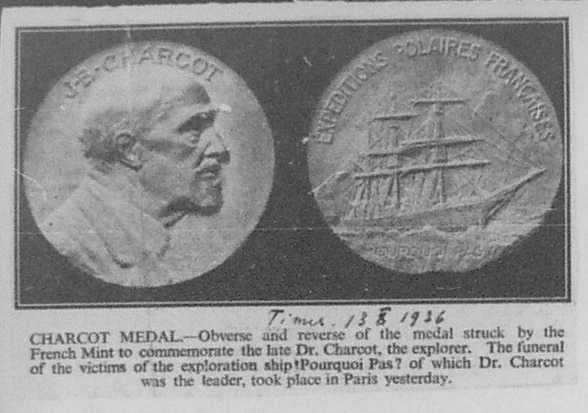 J·B·CHARCOT
EXPEDITIONS POLAIRES FRANÇAISES
POURQUOI PAS?
Times. 13 X 1936
CHARCOT MEDAL.—Obverse and reverse of the medal struck by the
French Mint to commemorate the late Dr. Charcot, the explorer. The funeral
of the victims of the exploration ship Pourquoi Pas? of which Dr. Charcot
was the leader, took place in Paris yesterday.